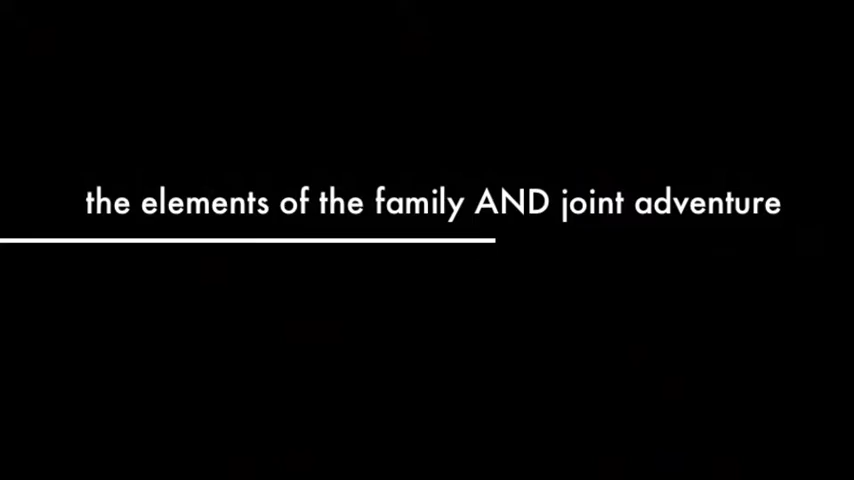 the elements of the family AND joint adventure